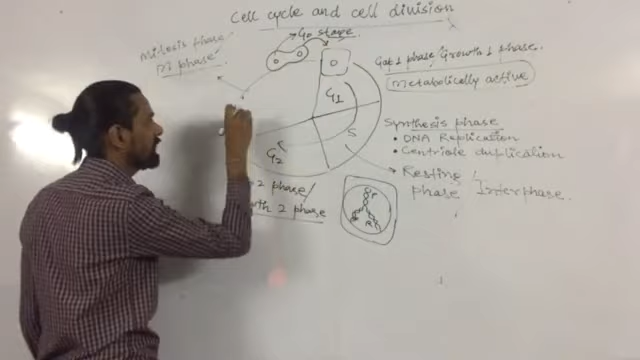 Cell cycle and cell division
G0 stage
Mitosis phase
M phase
Gap 1 phase / Growth 1 phase.
metabolically active
G1
S
G2
Synthesis phase
• DNA Replication
• Centriole duplication
Resting
phase / Interphase.
2 phase/
wth 2 phase